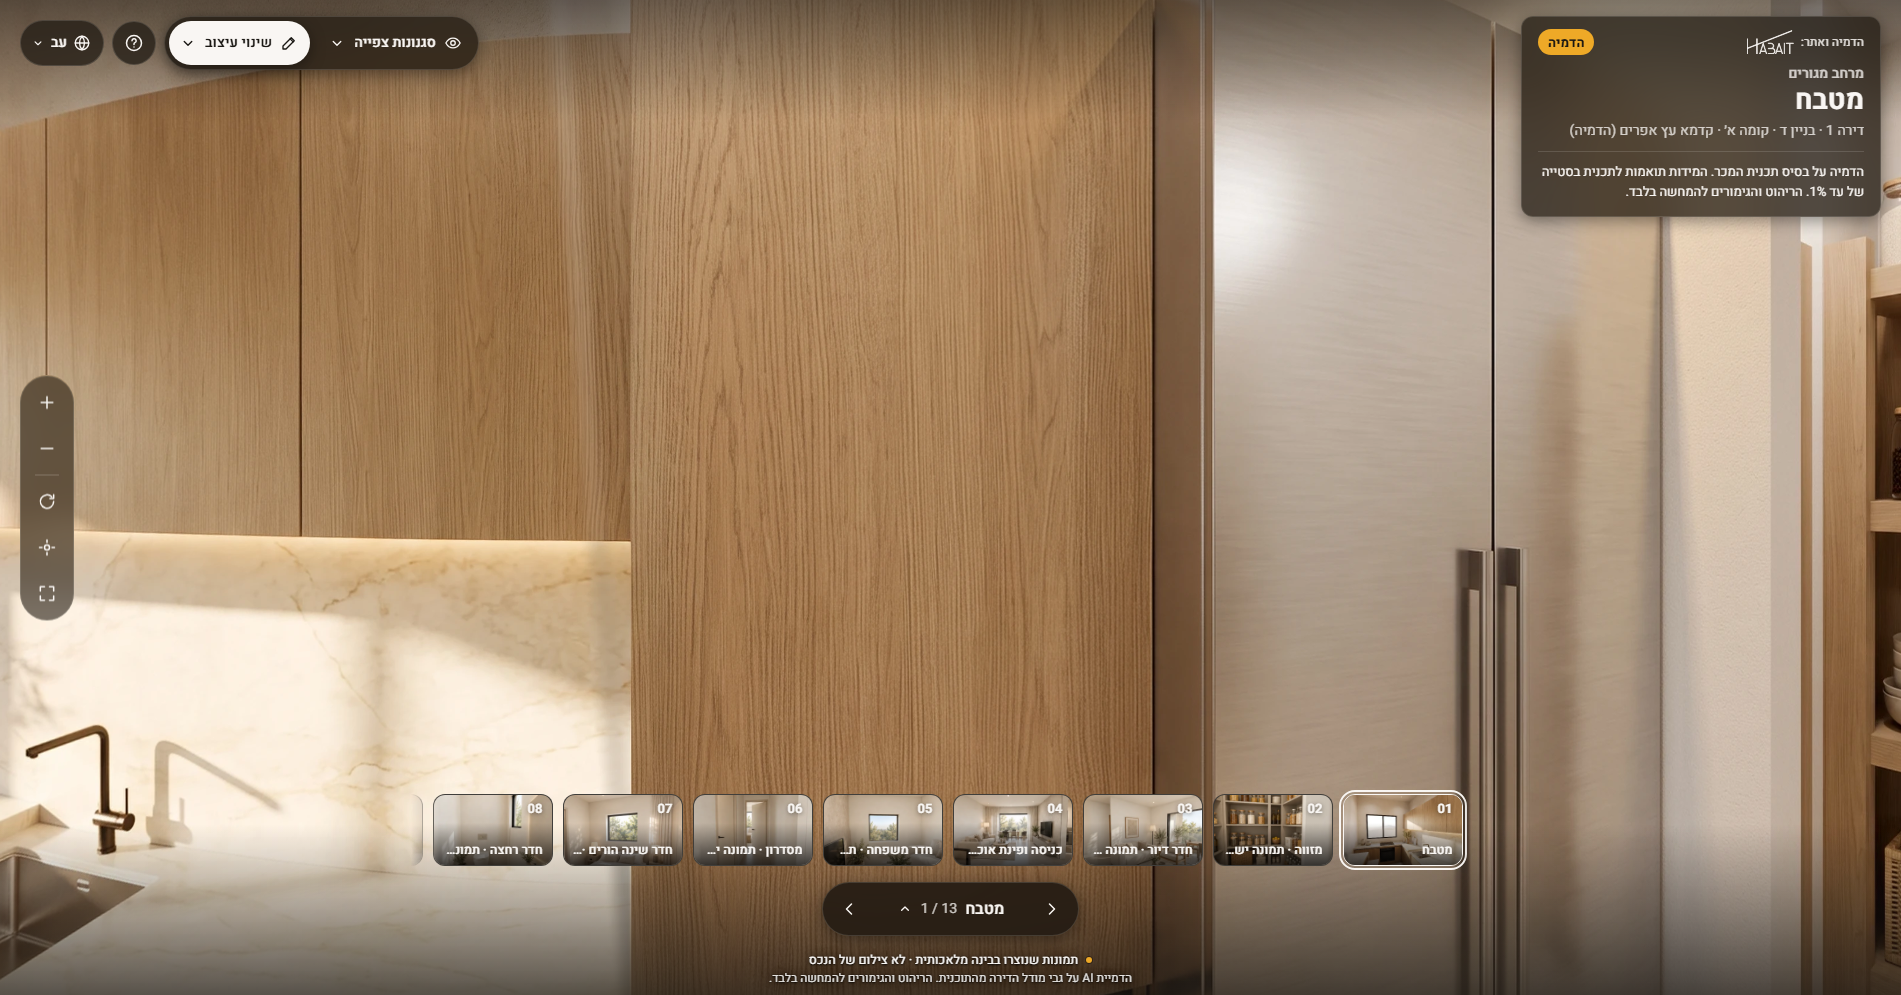 עב
שינוי עיצוב
סגנונות צפייה
הדמיה ואתר: HABAIT
הדמיה
מרחב מגורים
מטבח
דירה 1 · בניין ד · קומה א' · קדמא עץ אפרים (הדמיה)
הדמיה על בסיס תכנית המכר. המידות תואמות לתכנית בסטייה
של עד 1%. הריהוט והגימורים להמחשה בלבד.
01
מטבח
02
מזווה · תמונה יש...
03
חדר דיור · תמונה ...
04
כניסה ופינת אוכ...
05
חדר משפחה · ת...
06
מסדרון · תמונה י...
07
חדר שינה הורים ·...
08
חדר רחצה · תמונ...
מטבח 1 / 13
תמונות שנוצרו בבינה מלאכותית · לא צילום של הנכס
הדמיית AI על גבי מודל הדירה מהתוכנית. הריהוט והגימורים להמחשה בלבד.